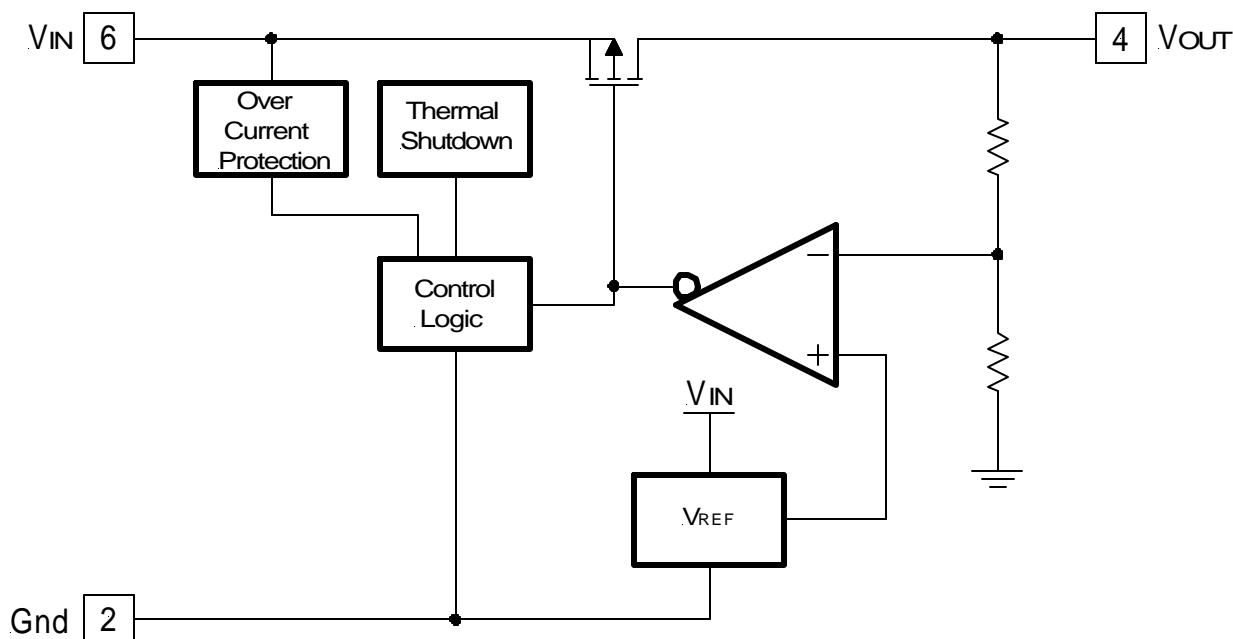 VIN 6
4 VOUT
Over
Current
Protection
Thermal
Shutdown
Control
Logic
−
+
VIN
VREF
Gnd 2